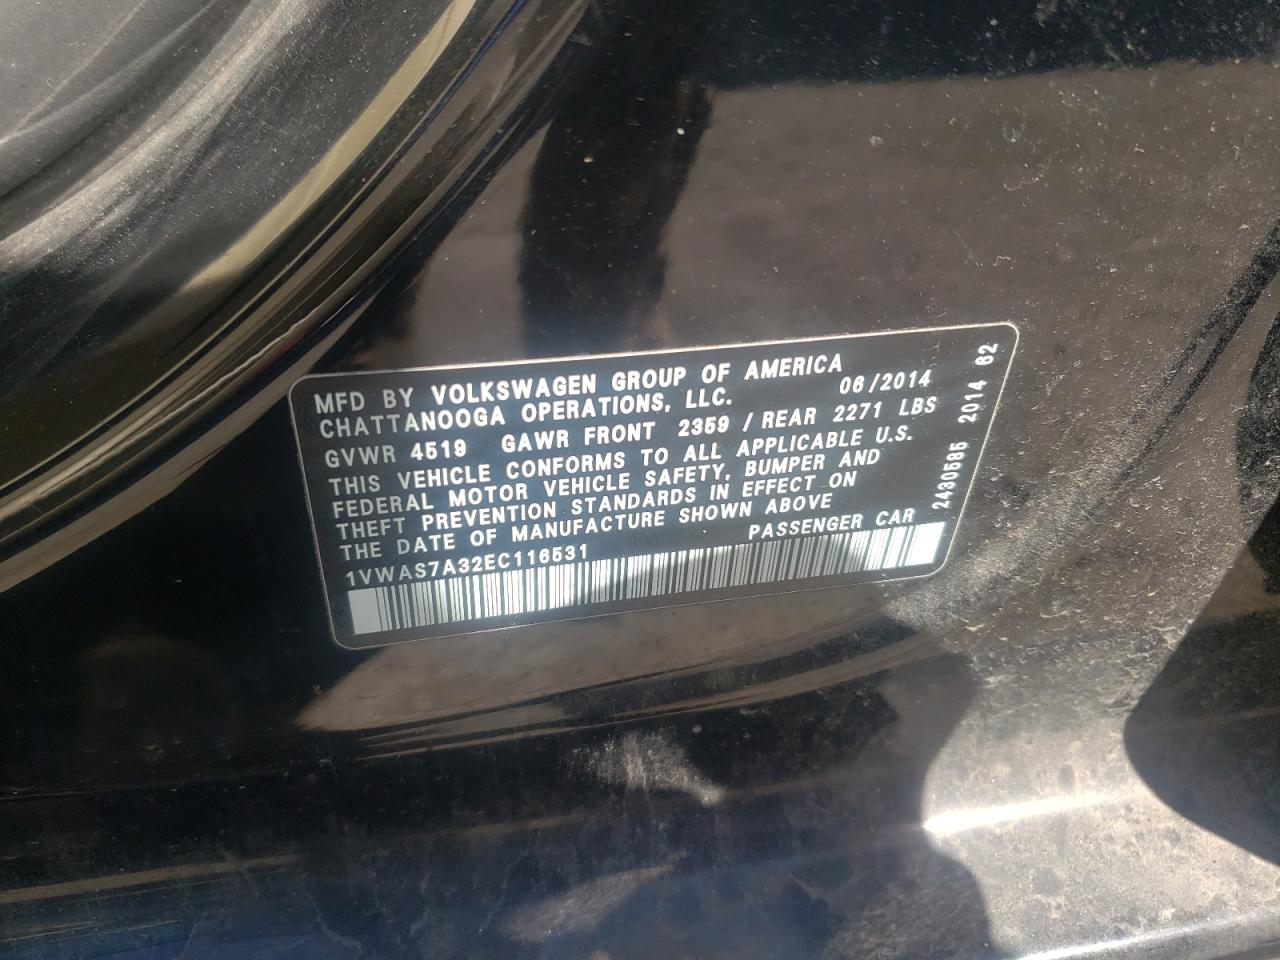 MFD BY VOLKSWAGEN GROUP OF AMERICA
CHATTANOOGA OPERATIONS, LLC. 06/2014
GVWR 4519 GAWR FRONT 2359 / REAR 2271 LBS
THIS VEHICLE CONFORMS TO ALL APPLICABLE U.S.
FEDERAL MOTOR VEHICLE SAFETY, BUMPER AND
THEFT PREVENTION STANDARDS IN EFFECT ON
THE DATE OF MANUFACTURE SHOWN ABOVE
1VWAS7A32EC116531 PASSENGER CAR
2430585 2014 62